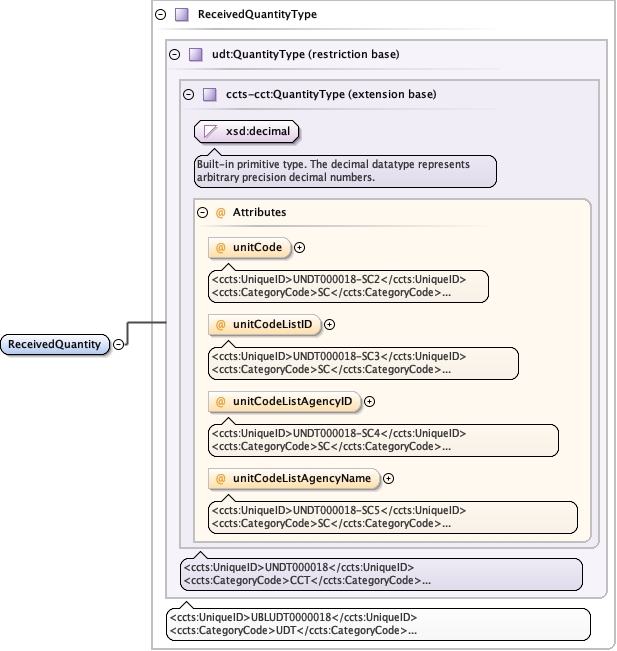 ReceivedQuantityType
udt:QuantityType (restriction base)
ccts-cct:QuantityType (extension base)
xsd:decimal
Built-in primitive type. The decimal datatype represents
arbitrary precision decimal numbers.
@ Attributes
@ unitCode
<ccts:UniqueID>UNDT000018-SC2</ccts:UniqueID>
<ccts:CategoryCode>SC</ccts:CategoryCode>...
@ unitCodeListID
<ccts:UniqueID>UNDT000018-SC3</ccts:UniqueID>
<ccts:CategoryCode>SC</ccts:CategoryCode>...
@ unitCodeListAgencyID
<ccts:UniqueID>UNDT000018-SC4</ccts:UniqueID>
<ccts:CategoryCode>SC</ccts:CategoryCode>...
@ unitCodeListAgencyName
<ccts:UniqueID>UNDT000018-SC5</ccts:UniqueID>
<ccts:CategoryCode>SC</ccts:CategoryCode>...
<ccts:UniqueID>UNDT000018</ccts:UniqueID>
<ccts:CategoryCode>CCT</ccts:CategoryCode>...
<ccts:UniqueID>UBLUDT0000018</ccts:UniqueID>
<ccts:CategoryCode>UDT</ccts:CategoryCode>...
ReceivedQuantity